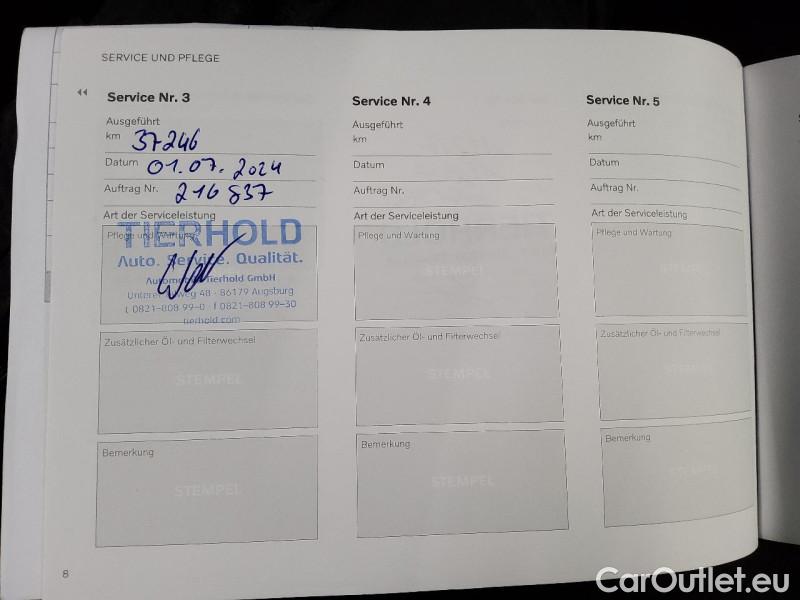 SERVICE UND PFLEGE
Service Nr. 3
Ausgeführt
km 37246
Datum 01.07.2024
Auftrag Nr. 216837
Art der Serviceleistung
Pflege und Wartung
TIERHOLD
Auto. Service. Qualität.
Automobile Tierhold GmbH
Unterer weg 48 - 86179 Augsburg
t 0821-808 99-0 f 0821-808 99-30
tierhold.com
Zusätzlicher Öl- und Filterwechsel
STEMPEL
Bemerkung
STEMPEL
Service Nr. 4
Ausgeführt
km
Datum
Auftrag Nr.
Art der Serviceleistung
Pflege und Wartung
STEMPEL
Zusätzlicher Öl- und Filterwechsel
STEMPEL
Bemerkung
STEMPEL
Service Nr. 5
Ausgeführt
km
Datum
Auftrag Nr.
Art der Serviceleistung
Pflege und Wartung
STEMPEL
Zusätzlicher Öl- und Filterwechsel
STEMPEL
Bemerkung
STEMPEL
8
CarOutlet.eu